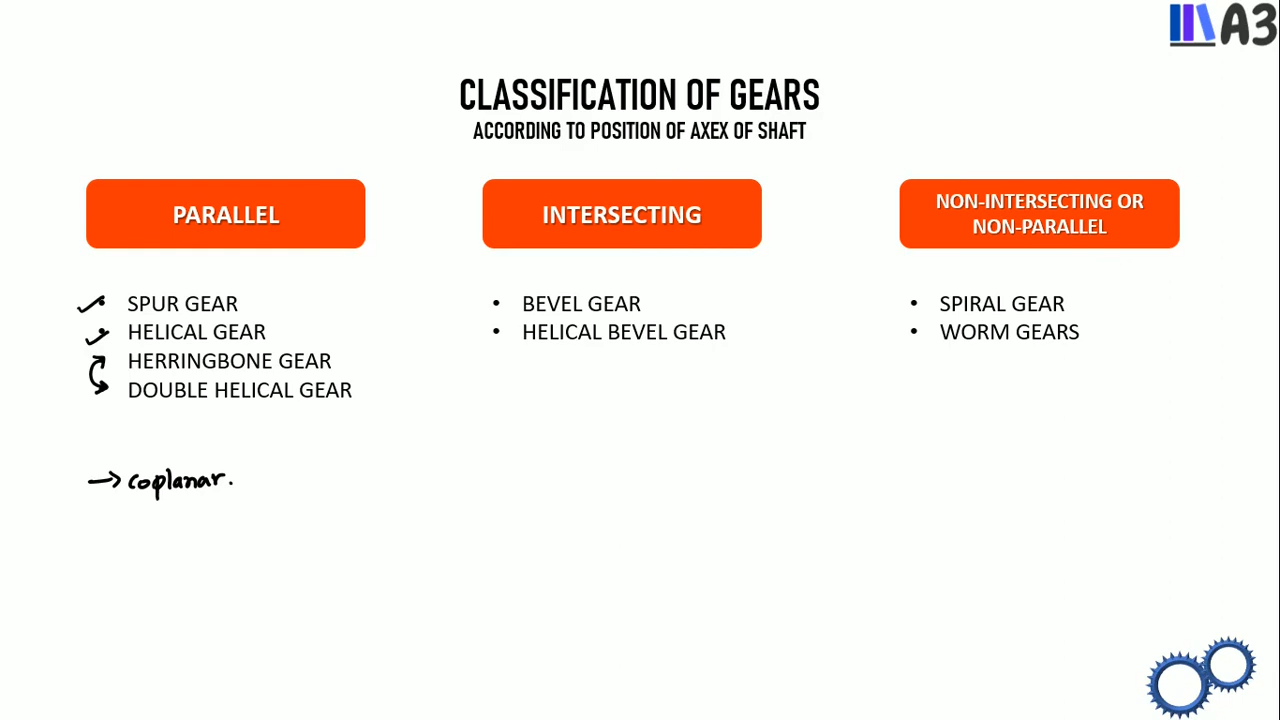 A3
CLASSIFICATION OF GEARS
ACCORDING TO POSITION OF AXEX OF SHAFT
PARALLEL
• SPUR GEAR
• HELICAL GEAR
HERRINGBONE GEAR
DOUBLE HELICAL GEAR
→ coplanar.
INTERSECTING
• BEVEL GEAR
• HELICAL BEVEL GEAR
NON-INTERSECTING OR
NON-PARALLEL
• SPIRAL GEAR
• WORM GEARS